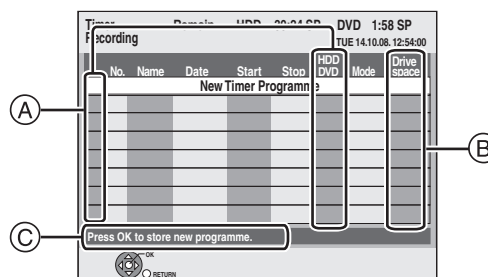 Timer Remain HDD 30:24 SP DVD 1:58 SP
Recording TUE 14.10.08. 12:54:00
No. Name Date Start Stop HDD DVD Mode Drive space
New Timer Programme
A
B
C
Press OK to store new programme.
OK
RETURN